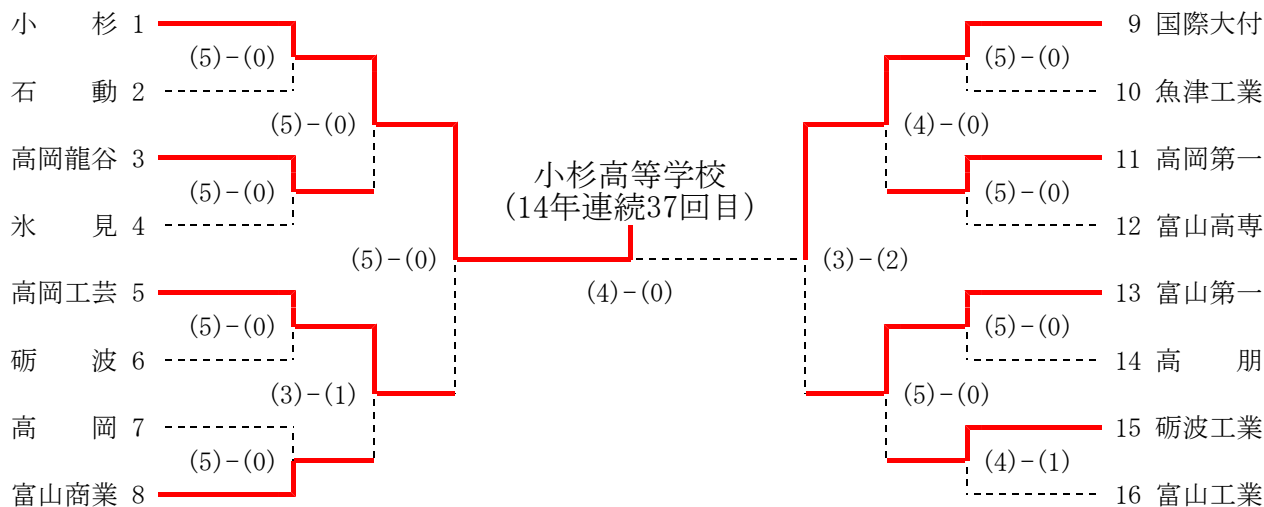 小　　杉 1
(5)-(0)
石　　動 2
(5)-(0)
高岡龍谷 3
(5)-(0)
氷　　見 4
(5)-(0)
高岡工芸 5
(5)-(0)
砺　　波 6
(3)-(1)
高　　岡 7
(5)-(0)
富山商業 8
小杉高等学校
(14年連続37回目)
(4)-(0)
9 国際大付
(5)-(0)
10 魚津工業
(4)-(0)
11 高岡第一
(5)-(0)
12 富山高専
(3)-(2)
13 富山第一
(5)-(0)
14 高　　朋
(5)-(0)
15 砺波工業
(4)-(1)
16 富山工業